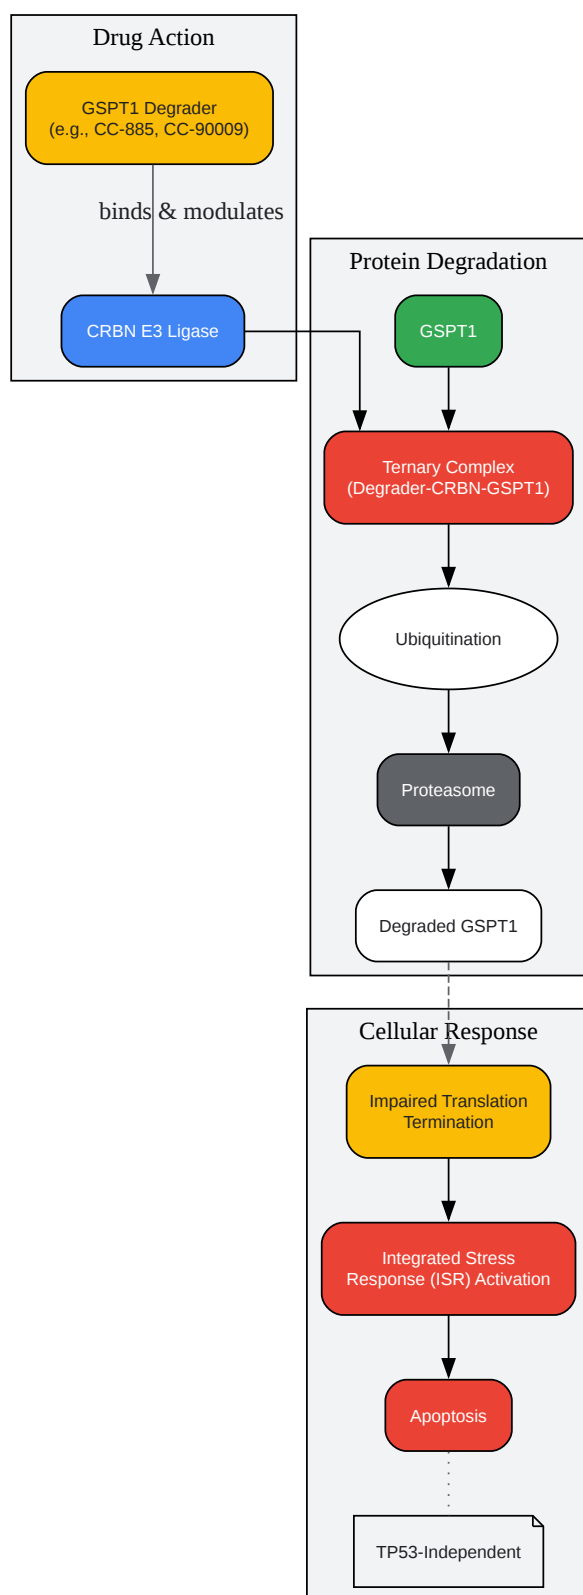 Drug Action
GSPT1 Degrader
(e.g., CC-885, CC-90009)
binds & modulates
CRBN E3 Ligase
Protein Degradation
GSPT1
Ternary Complex
(Degrader-CRBN-GSPT1)
Ubiquitination
Proteasome
Degraded GSPT1
Cellular Response
Impaired Translation
Termination
Integrated Stress
Response (ISR) Activation
Apoptosis
TP53-Independent